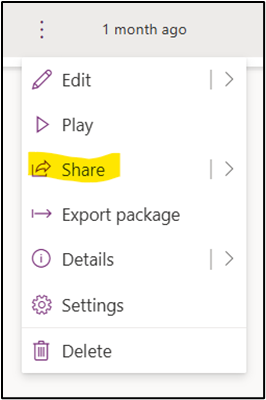 1 month ago
Edit
Play
Share
Export package
Details
Settings
Delete